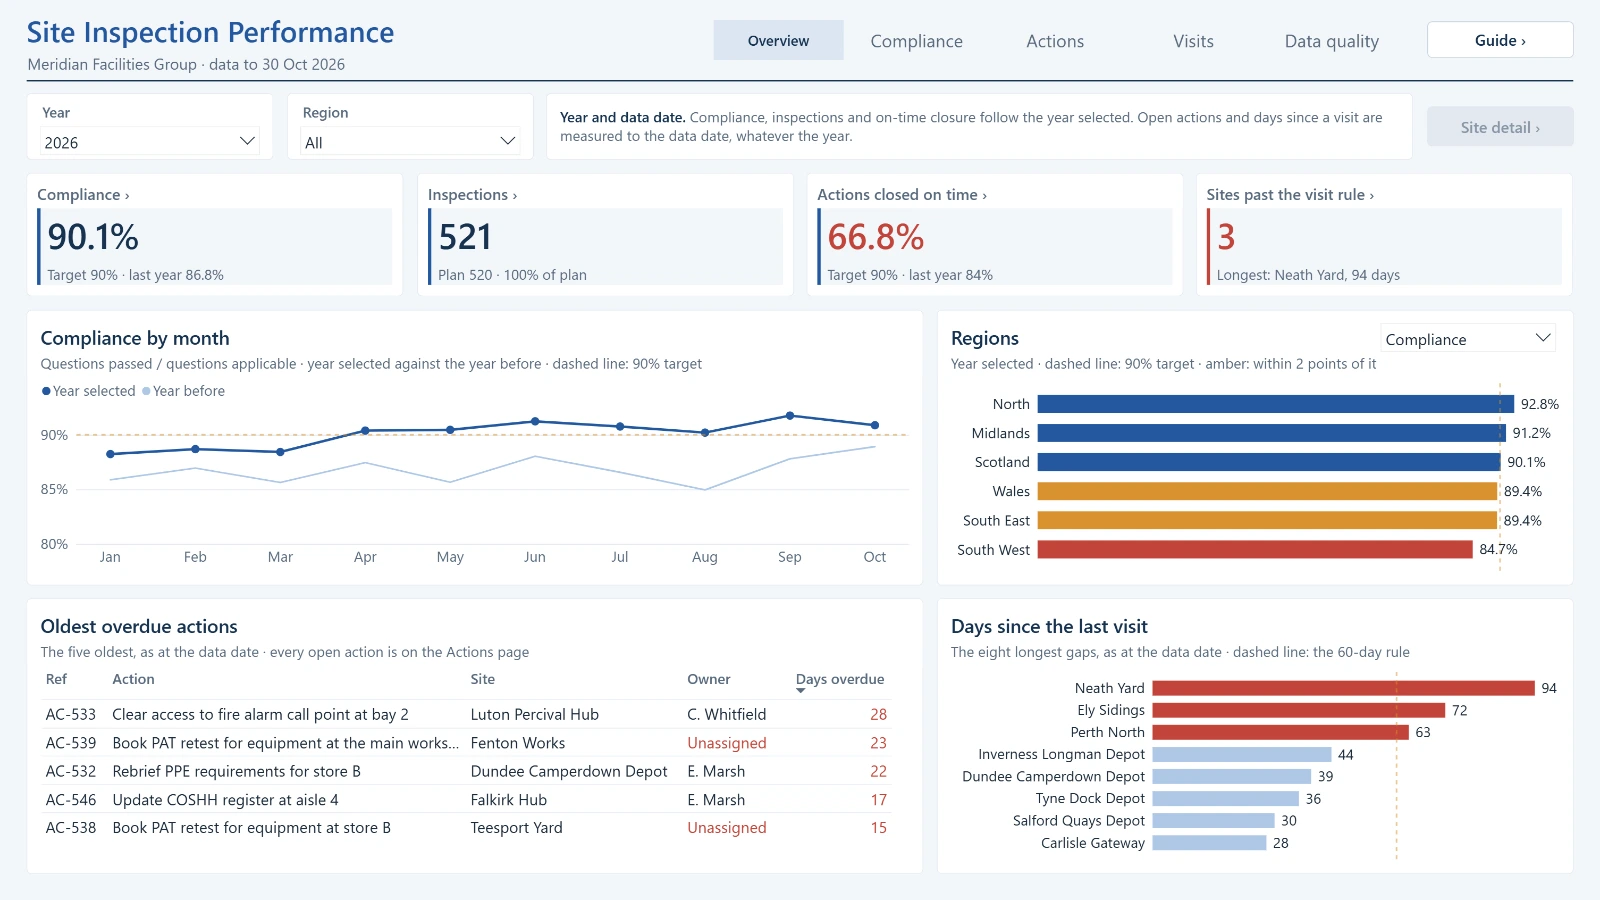 Site Inspection Performance
Meridian Facilities Group · data to 30 Oct 2026
Overview
Compliance
Actions
Visits
Data quality
Guide ›
Year
2026
Region
All
Year and data date. Compliance, inspections and on-time closure follow the year selected. Open actions and days since a visit are
measured to the data date, whatever the year.
Site detail ›
Compliance ›
90.1%
Target 90% · last year 86.8%
Inspections ›
521
Plan 520 · 100% of plan
Actions closed on time ›
66.8%
Target 90% · last year 84%
Sites past the visit rule ›
3
Longest: Neath Yard, 94 days
Compliance by month
Questions passed / questions applicable · year selected against the year before · dashed line: 90% target
Year selected Year before
90%
85%
80%
Jan Feb Mar Apr May Jun Jul Aug Sep Oct
Regions
Compliance
Year selected · dashed line: 90% target · amber: within 2 points of it
North 92.8%
Midlands 91.2%
Scotland 90.1%
Wales 89.4%
South East 89.4%
South West 84.7%
Oldest overdue actions
The five oldest, as at the data date · every open action is on the Actions page
Ref Action Site Owner Days overdue
AC-533 Clear access to fire alarm call point at bay 2 Luton Percival Hub C. Whitfield 28
AC-539 Book PAT retest for equipment at the main works... Fenton Works Unassigned 23
AC-532 Rebrief PPE requirements for store B Dundee Camperdown Depot E. Marsh 22
AC-546 Update COSHH register at aisle 4 Falkirk Hub E. Marsh 17
AC-538 Book PAT retest for equipment at store B Teesport Yard Unassigned 15
Days since the last visit
The eight longest gaps, as at the data date · dashed line: the 60-day rule
Neath Yard 94
Ely Sidings 72
Perth North 63
Inverness Longman Depot 44
Dundee Camperdown Depot 39
Tyne Dock Depot 36
Salford Quays Depot 30
Carlisle Gateway 28